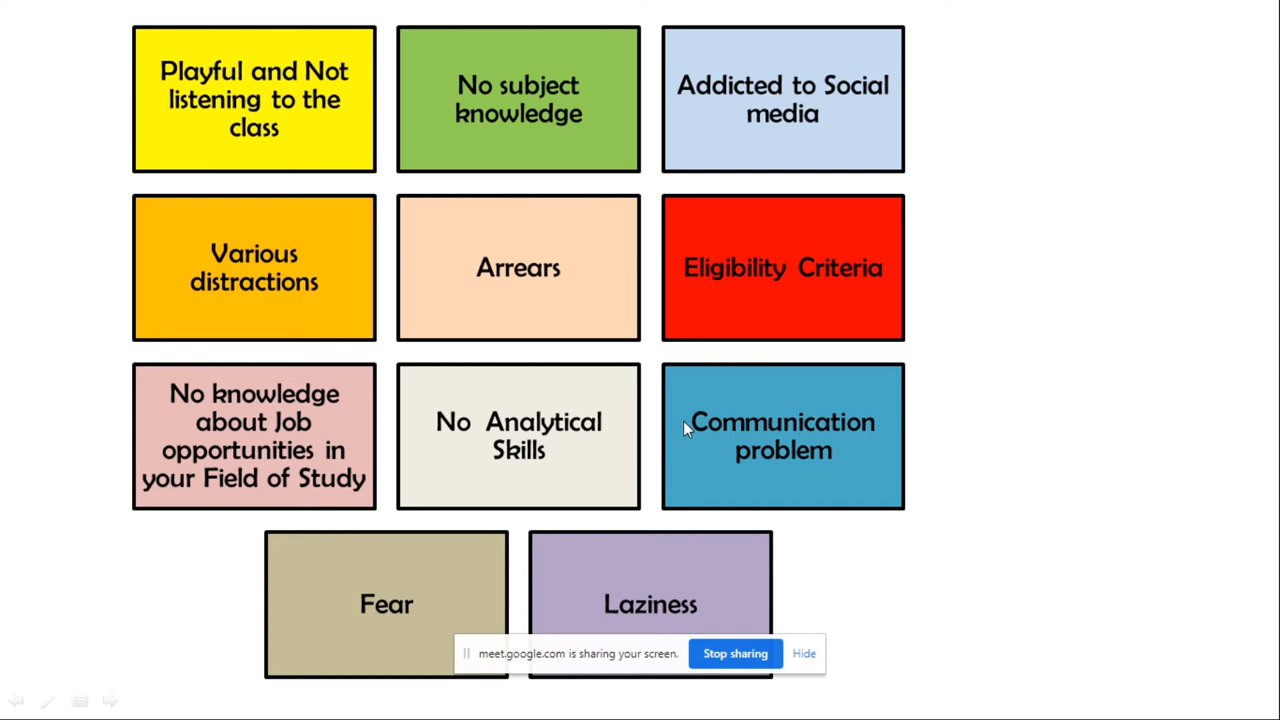 Playful and Not
listening to the
class
No subject
knowledge
Addicted to Social
media
Various
distractions
Arrears
Eligibility Criteria
No knowledge
about Job
opportunities in
your Field of Study
No Analytical
Skills
Communication
problem
Fear
Laziness
meet.google.com is sharing your screen.
Stop sharing
Hide